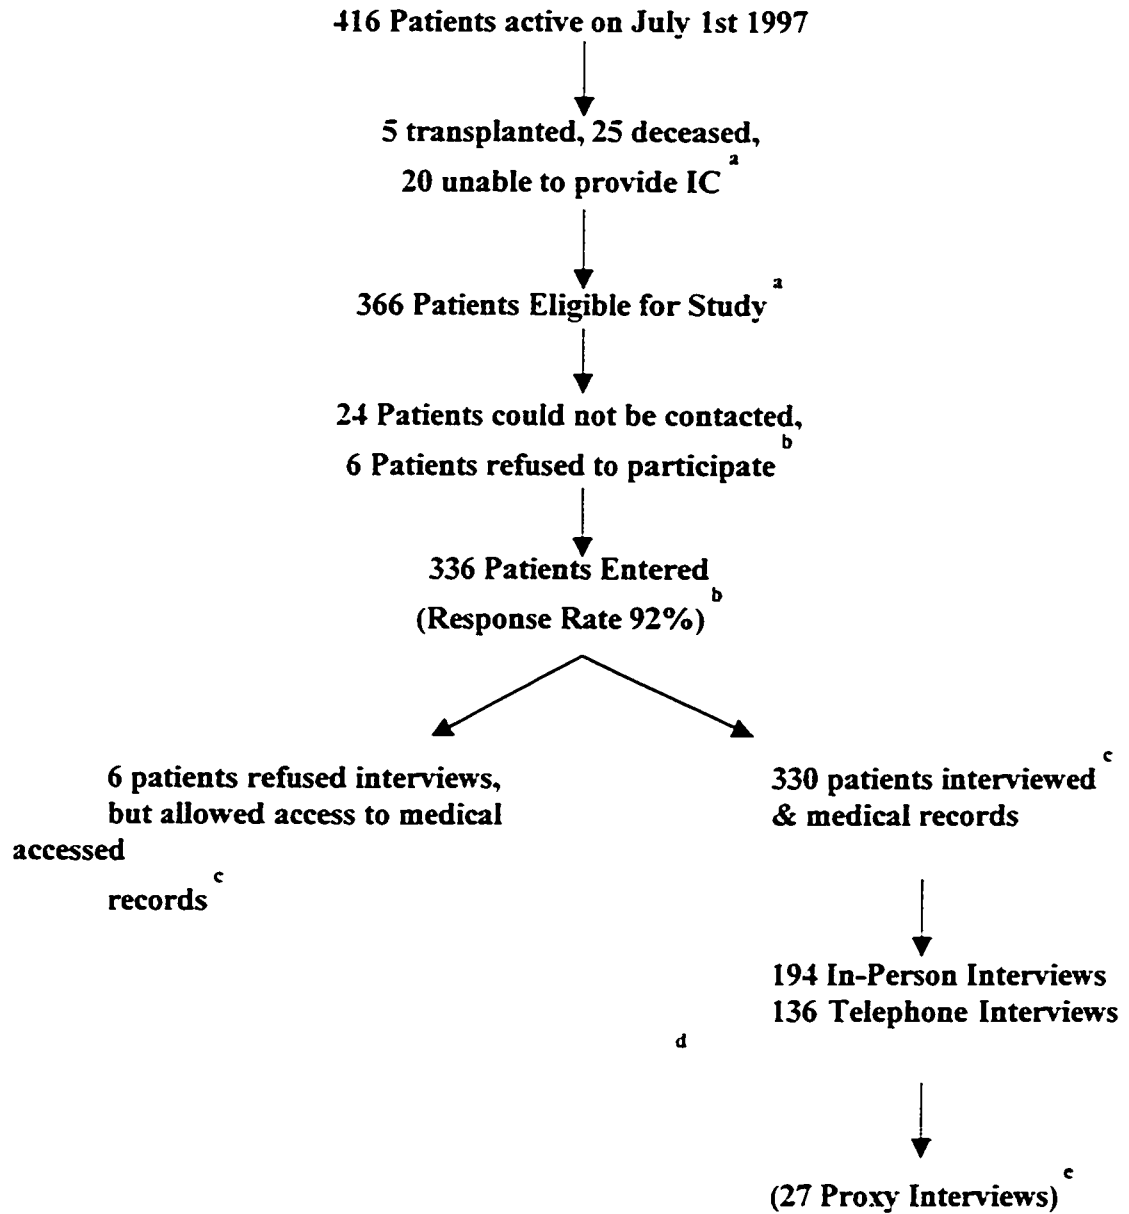 416 Patients active on July 1st 1997
5 transplanted, 25 deceased,
20 unable to provide IC a
366 Patients Eligible for Study a
24 Patients could not be contacted,
6 Patients refused to participate b
336 Patients Entered
(Response Rate 92%) b
6 patients refused interviews,
but allowed access to medical
accessed
records c
330 patients interviewed c
& medical records
194 In-Person Interviews
136 Telephone Interviews
d
(27 Proxy Interviews) e